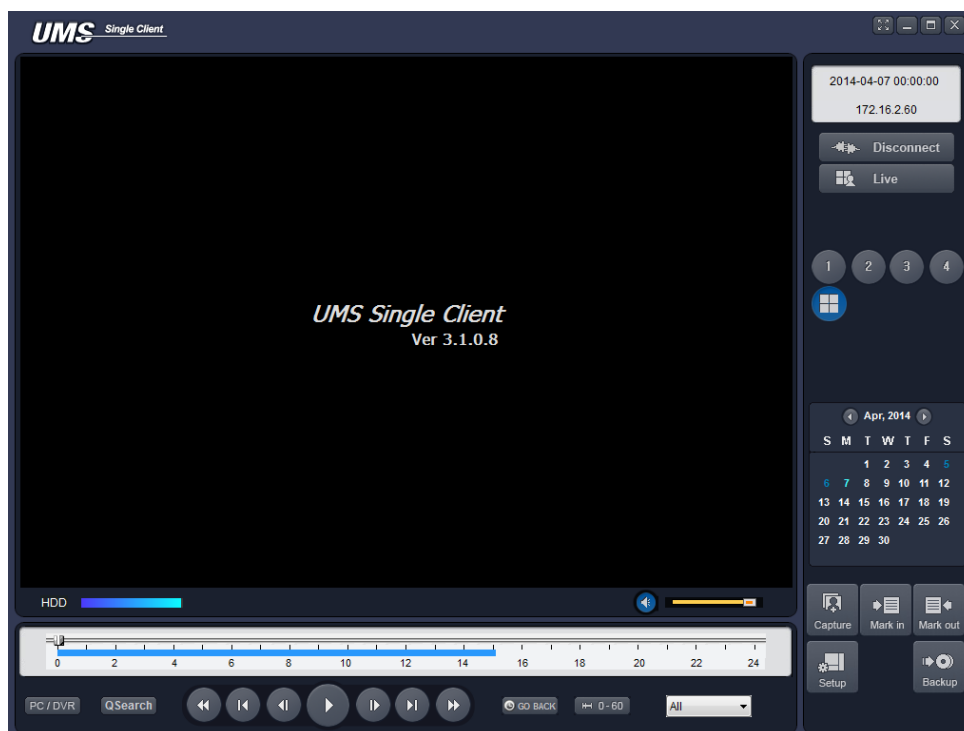 UMS Single Client
2014-04-07 00:00:00
172.16.2.60
Disconnect
Live
1 2 3 4
UMS Single Client
Ver 3.1.0.8
Apr, 2014
S M T W T F S
1 2 3 4 5
6 7 8 9 10 11 12
13 14 15 16 17 18 19
20 21 22 23 24 25 26
27 28 29 30
HDD
Capture Mark in Mark out
0 2 4 6 8 10 12 14 16 18 20 22 24
Setup Backup
PC / DVR QSearch GO BACK 0 - 60 All